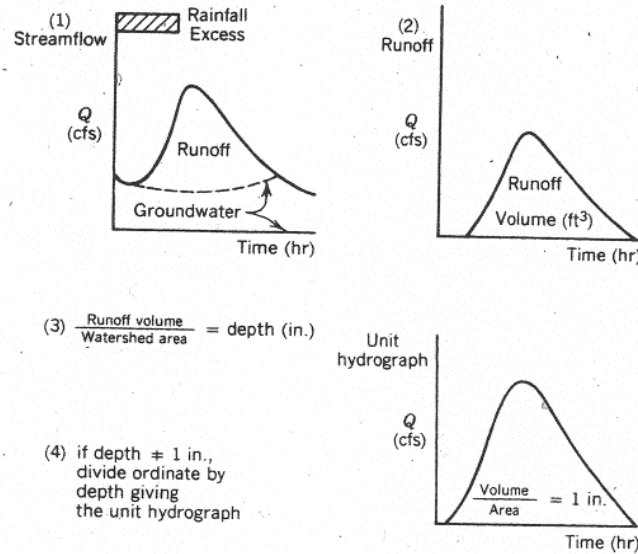 (1)
Streamflow
Rainfall
Excess
Q
(cfs)
Runoff
Groundwater
Time (hr)
(2)
Runoff
Q
(cfs)
Runoff
Volume (ft³)
Time (hr)
(3) Runoff volume
Watershed area
= depth (in.)
(4) if depth ≠ 1 in.,
divide ordinate by
depth giving
the unit hydrograph
Unit
hydrograph
Q
(cfs)
Volume
Area
= 1 in.
Time (hr)